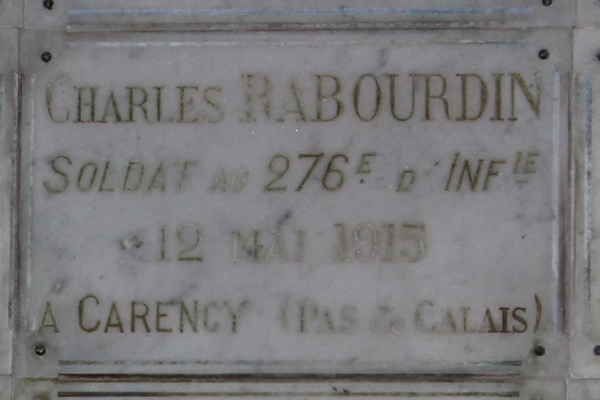 CHARLES RABOURDIN
SOLDAT AU 276E D'INFIE
12 MAI 1915
A CARENCY (PAS DE CALAIS)